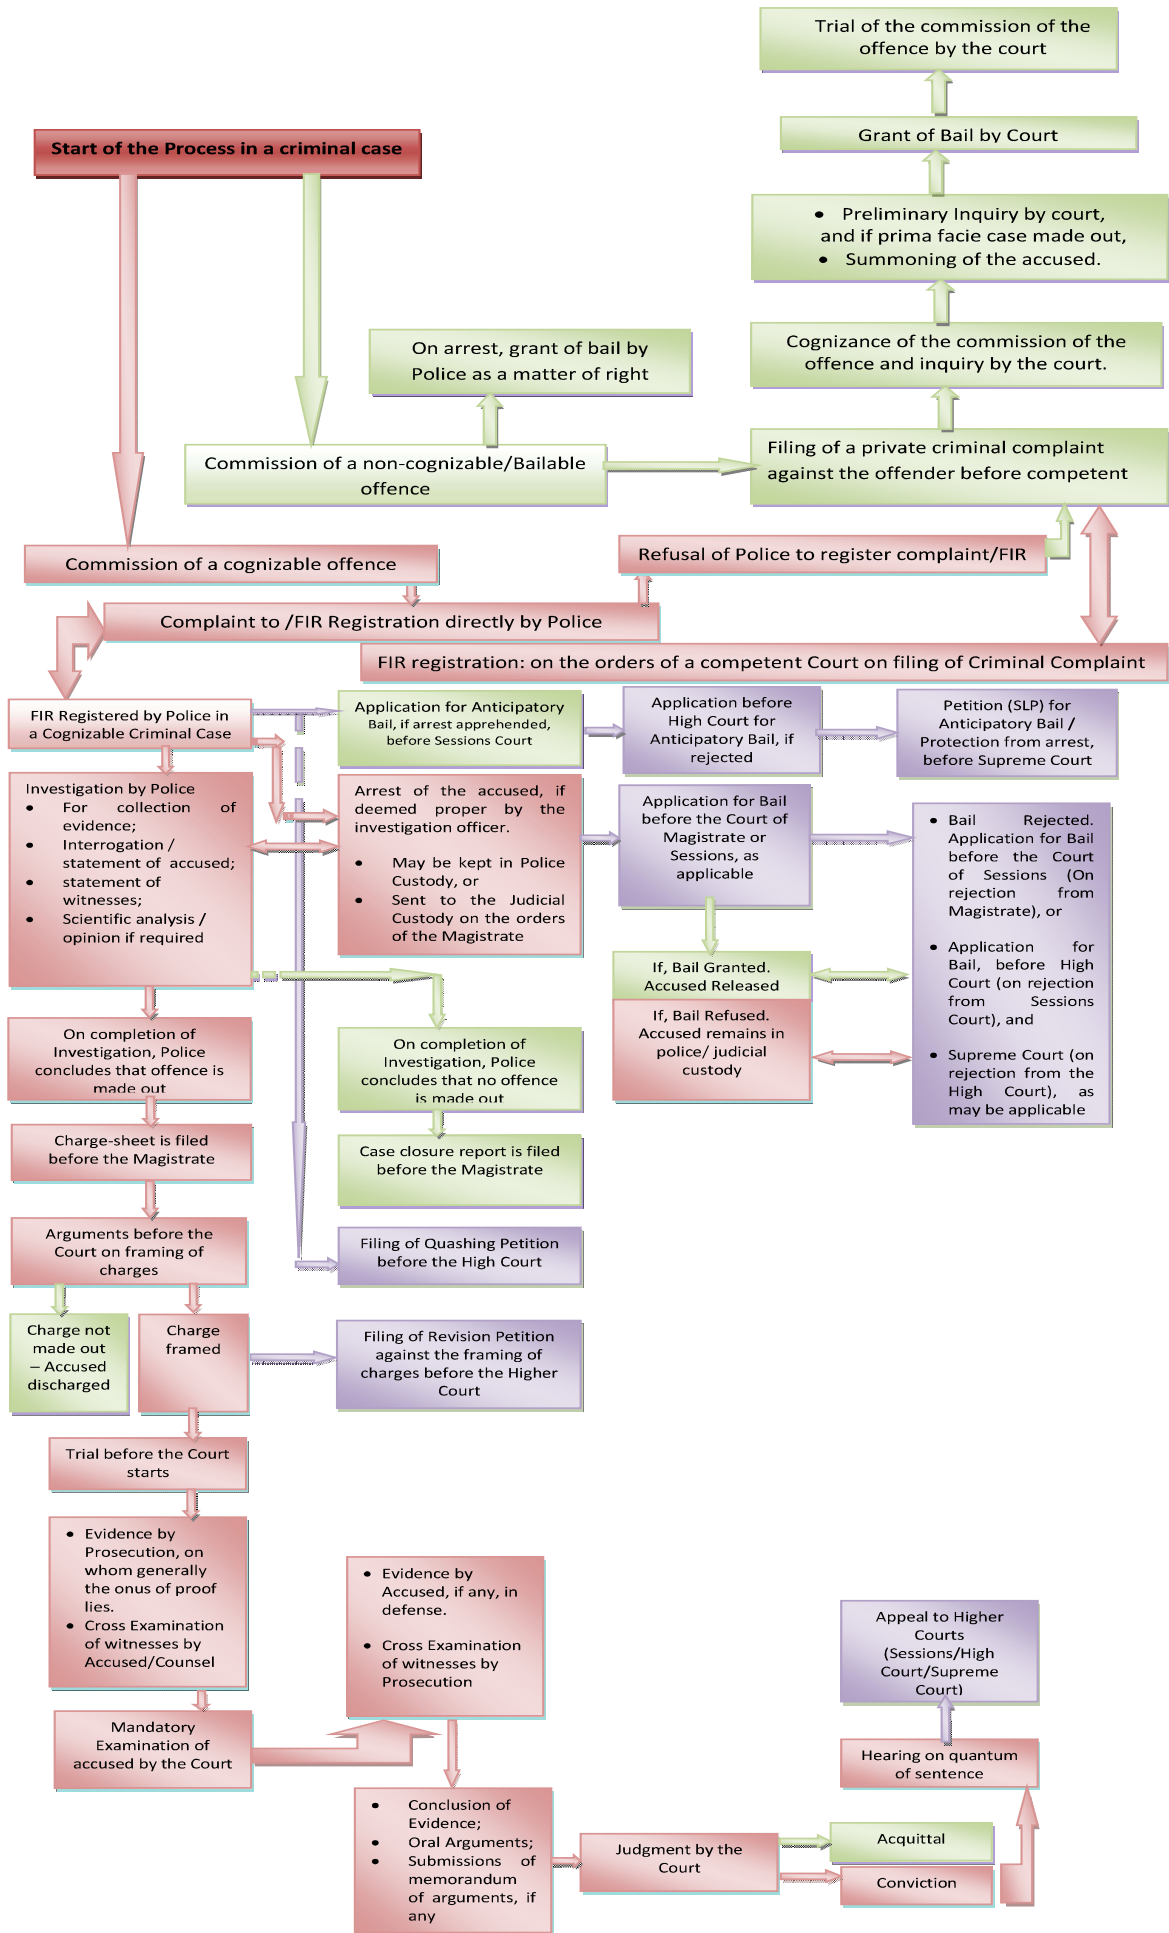 Trial of the commission of the
offence by the court
Grant of Bail by Court
Start of the Process in a criminal case
• Preliminary Inquiry by court,
and if prima facie case made out,
• Summoning of the accused.
Cognizance of the commission of the
offence and inquiry by the court.
On arrest, grant of bail by
Police as a matter of right
Filing of a private criminal complaint
against the offender before competent
Commission of a non-cognizable/Bailable
offence
Refusal of Police to register complaint/FIR
Commission of a cognizable offence
Complaint to /FIR Registration directly by Police
FIR registration: on the orders of a competent Court on filing of Criminal Complaint
FIR Registered by Police in
a Cognizable Criminal Case
Application for Anticipatory
Bail, if arrest apprehended,
before Sessions Court
Application before
High Court for
Anticipatory Bail, if
rejected
Petition (SLP) for
Anticipatory Bail /
Protection from arrest,
before Supreme Court
Investigation by Police
• For collection of
evidence;
• Interrogation /
statement of accused;
• statement of
witnesses;
• Scientific analysis /
opinion if required
Arrest of the accused, if
deemed proper by the
investigation officer.
• May be kept in Police
Custody, or
• Sent to the Judicial
Custody on the orders
of the Magistrate
Application for Bail
before the Court of
Magistrate or
Sessions, as
applicable
• Bail Rejected.
Application for Bail
before the Court
of Sessions (On
rejection from
Magistrate), or
• Application for
Bail, before High
Court (on rejection
from Sessions
Court), and
• Supreme Court (on
rejection from the
High Court), as
may be applicable
If, Bail Granted.
Accused Released
If, Bail Refused.
Accused remains in
police/ judicial
custody
On completion of
Investigation, Police
concludes that offence is
made out
On completion of
Investigation, Police
concludes that no offence
is made out
Charge-sheet is filed
before the Magistrate
Case closure report is filed
before the Magistrate
Arguments before the
Court on framing of
charges
Filing of Quashing Petition
before the High Court
Charge not
made out
– Accused
discharged
Charge
framed
Filing of Revision Petition
against the framing of
charges before the Higher
Court
Trial before the Court
starts
• Evidence by
Prosecution, on
whom generally
the onus of proof
lies.
• Cross Examination
of witnesses by
Accused/Counsel
• Evidence by
Accused, if any, in
defense.
• Cross Examination
of witnesses by
Prosecution
Appeal to Higher
Courts
(Sessions/High
Court/Supreme
Court)
Mandatory
Examination of
accused by the Court
Hearing on quantum
of sentence
• Conclusion of
Evidence;
• Oral Arguments;
• Submissions of
memorandum
of arguments, if
any
Judgment by the
Court
Acquittal
Conviction